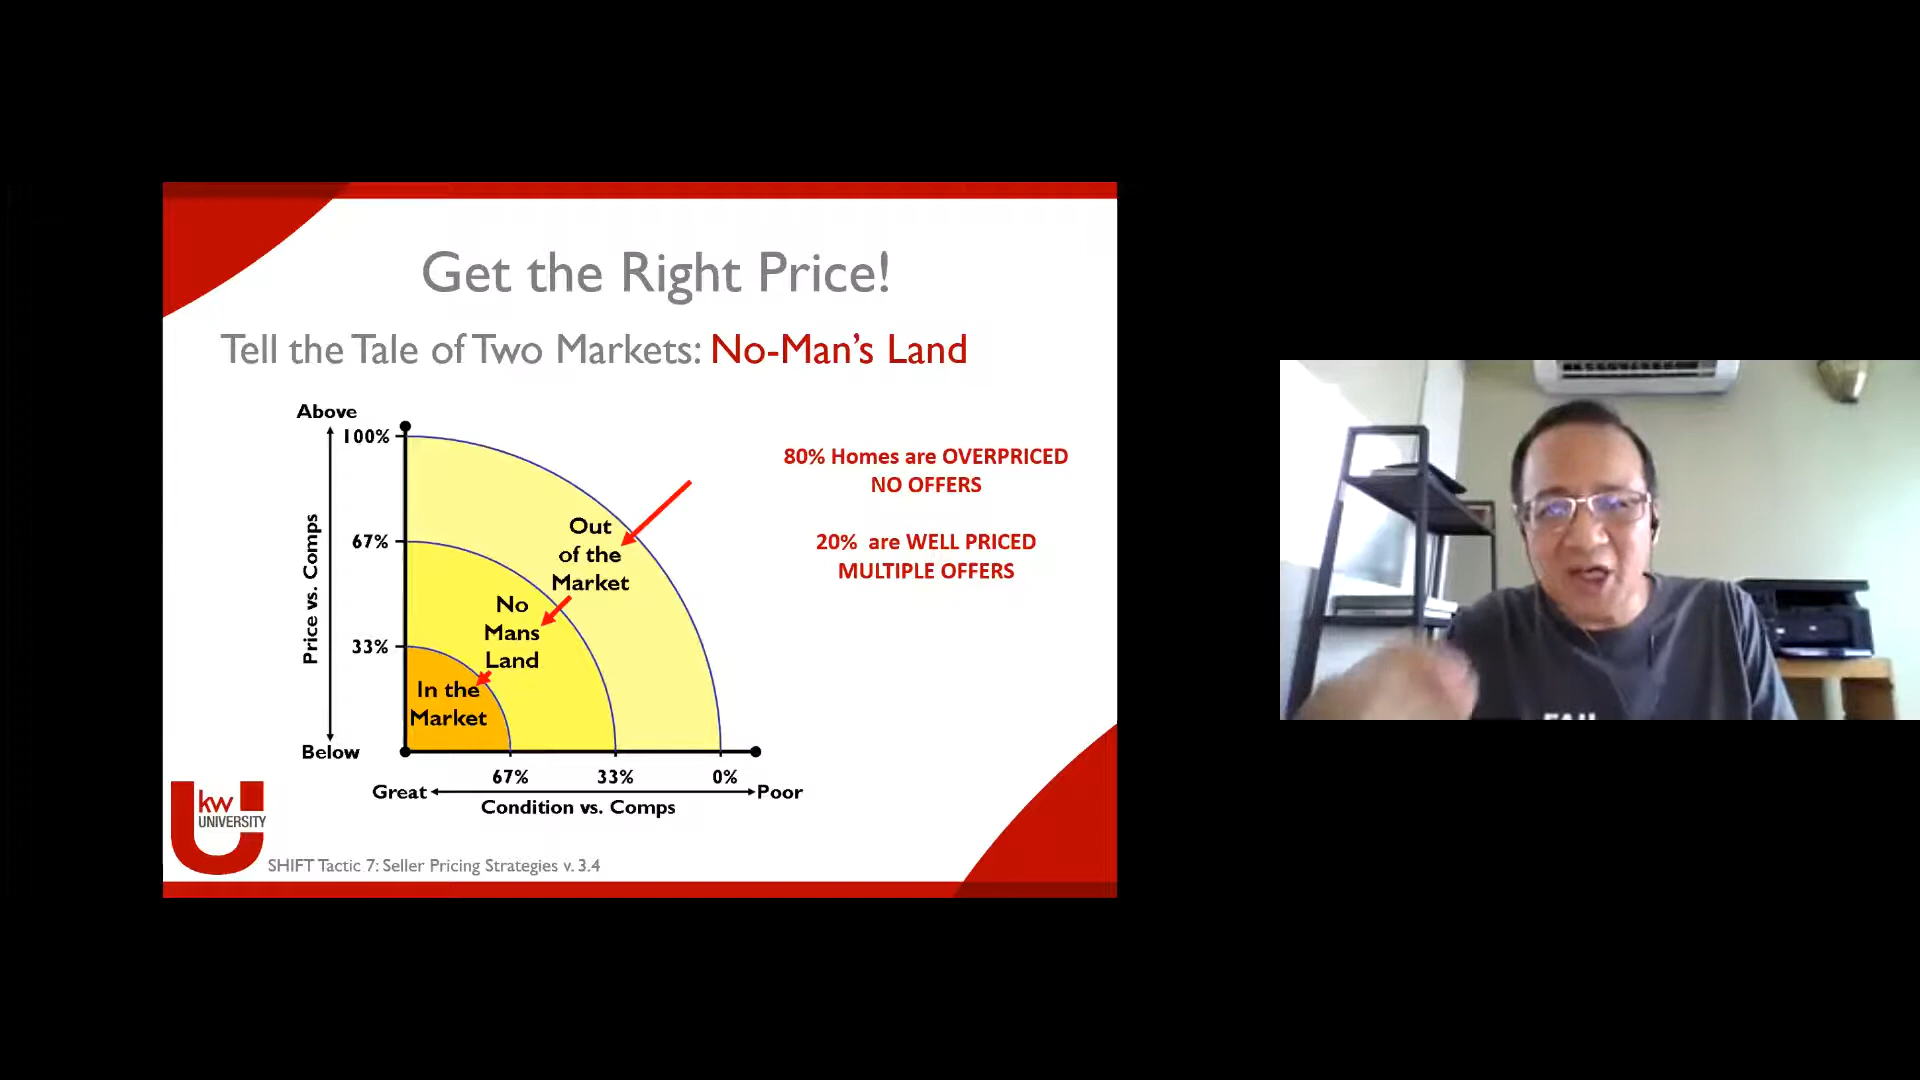 Get the Right Price!
Tell the Tale of Two Markets: No-Man's Land
Above
100%
67%
33%
Below
Price vs. Comps
Out
of the
Market
No
Mans
Land
In the
Market
67%
33%
0%
Great
Poor
Condition vs. Comps
80% Homes are OVERPRICED
NO OFFERS
20% are WELL PRICED
MULTIPLE OFFERS
kw
UNIVERSITY
SHIFT Tactic 7: Seller Pricing Strategies v. 3.4